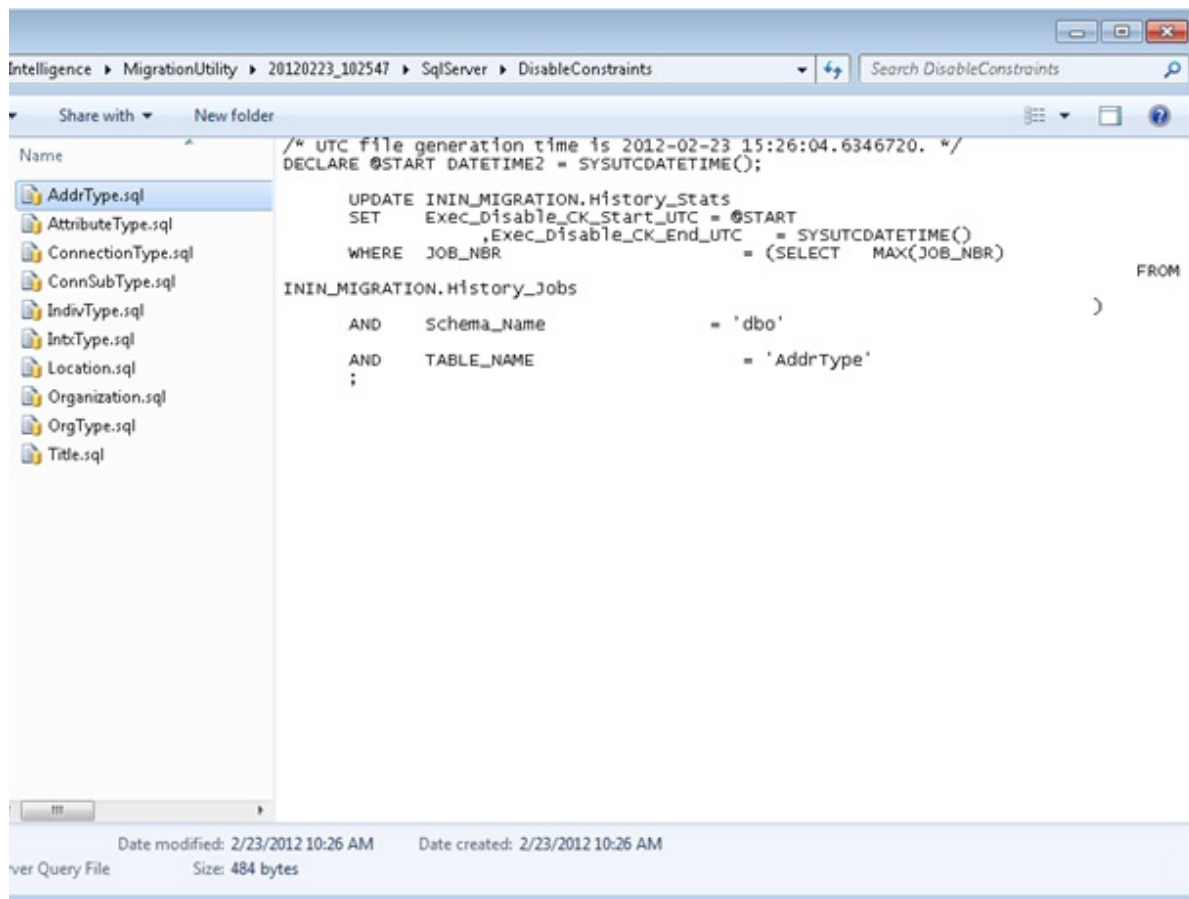 Intelligence ▸ MigrationUtility ▸ 20120223_102547 ▸ SqlServer ▸ DisableConstraints
Search DisableConstraints
Share with
New folder
Name
AddrType.sql
AttributeType.sql
ConnectionType.sql
ConnSubType.sql
IndivType.sql
IntxType.sql
Location.sql
Organization.sql
OrgType.sql
Title.sql
/* UTC file generation time is 2012-02-23 15:26:04.6346720. */
DECLARE @START DATETIME2 = SYSUTCDATETIME();
UPDATE ININ_MIGRATION.History_Stats
SET Exec_Disable_CK_Start_UTC = @START
,Exec_Disable_CK_End_UTC = SYSUTCDATETIME()
WHERE JOB_NBR = (SELECT MAX(JOB_NBR)
FROM
ININ_MIGRATION.History_Jobs
)
AND Schema_Name = 'dbo'
AND TABLE_NAME = 'AddrType'
;
Date modified: 2/23/2012 10:26 AM Date created: 2/23/2012 10:26 AM
ver Query File Size: 484 bytes